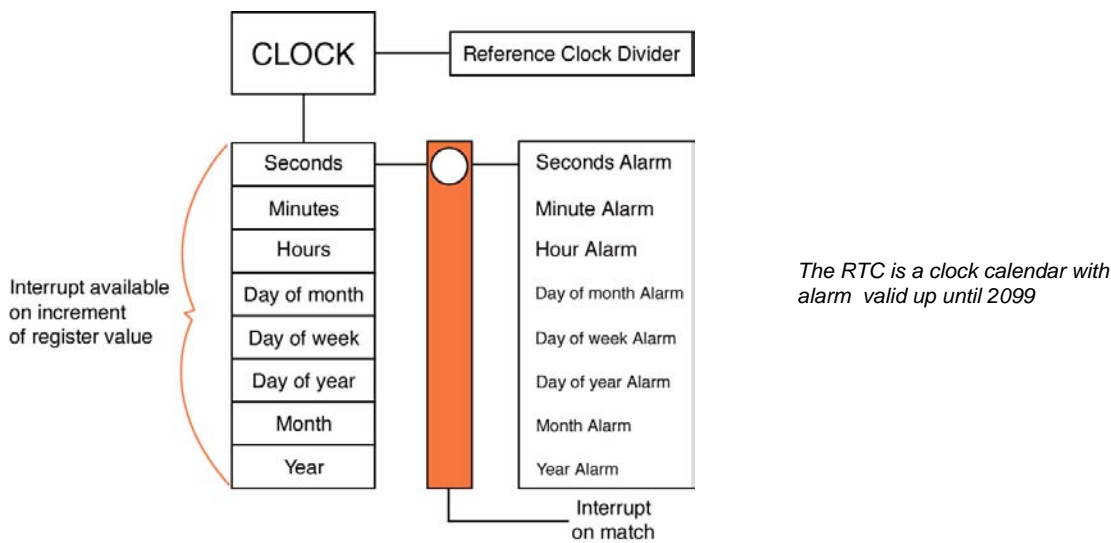 CLOCK
Reference Clock Divider
Seconds
Minutes
Hours
Day of month
Day of week
Day of year
Month
Year
Interrupt available
on increment
of register value
Seconds Alarm
Minute Alarm
Hour Alarm
Day of month Alarm
Day of week Alarm
Day of year Alarm
Month Alarm
Year Alarm
Interrupt
on match
The RTC is a clock calendar with
alarm valid up until 2099